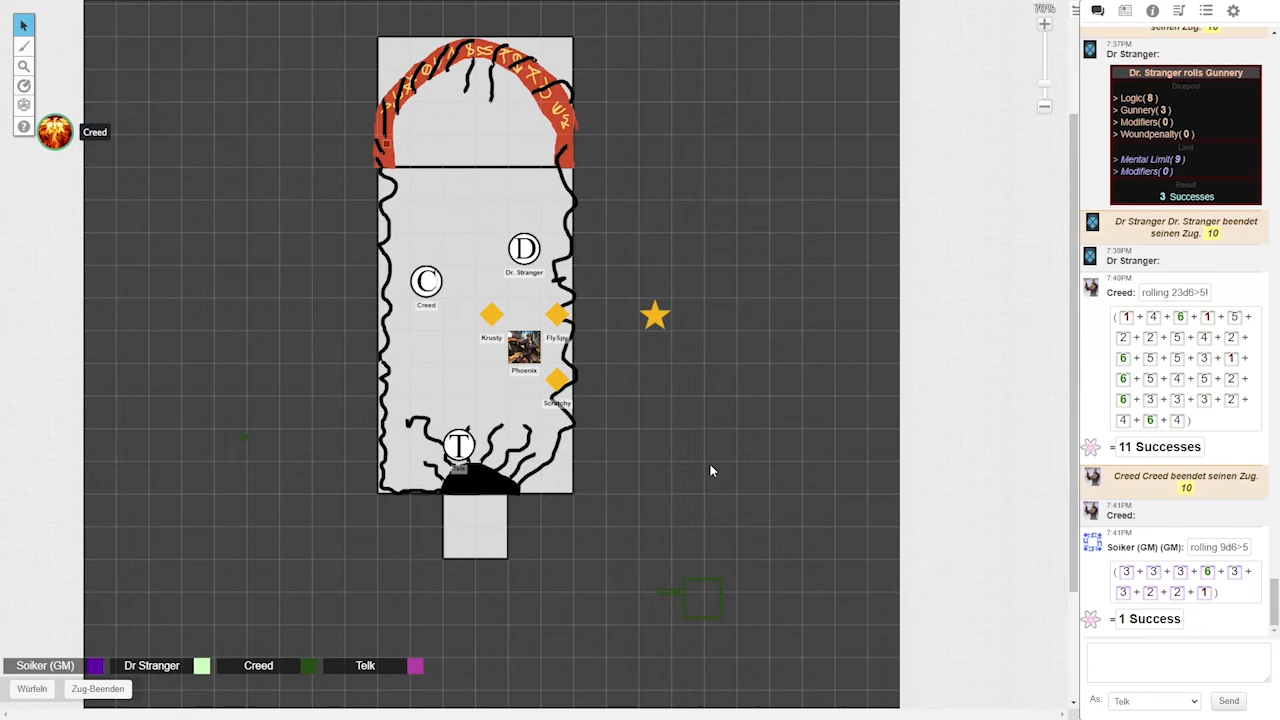 70%
Creed
D
Dr. Stranger
C
Creed
Krusty
FlySpy
Phoenix
Scratchy
T
Telk
Soiker (GM)
Dr Stranger
Creed
Telk
Würfeln
Zug-Beenden
seinen Zug. 10
7:37PM
Dr Stranger:
Dr. Stranger rolls Gunnery
Dicepool
> Logic( 8 )
> Gunnery( 3 )
> Modifiers( 0 )
> Woundpenalty( 0 )
Limit
> Mental Limit( 9 )
> Modifiers( 0 )
Result
3 Successes
Dr Stranger Dr. Stranger beendet
seinen Zug. 10
7:39PM
Dr Stranger:
7:40PM
Creed: rolling 23d6>5!
( 1 + 4 + 6 + 1 + 5 +
2 + 2 + 5 + 4 + 2 +
6 + 5 + 5 + 3 + 1 +
6 + 5 + 4 + 5 + 2 +
6 + 3 + 3 + 3 + 2 +
4 + 6 + 4 )
= 11 Successes
Creed Creed beendet seinen Zug.
10
7:41PM
Creed:
7:41PM
Soiker (GM) (GM): rolling 9d6>5
( 3 + 3 + 3 + 6 + 3 +
3 + 2 + 2 + 1 )
= 1 Success
As: Telk Send